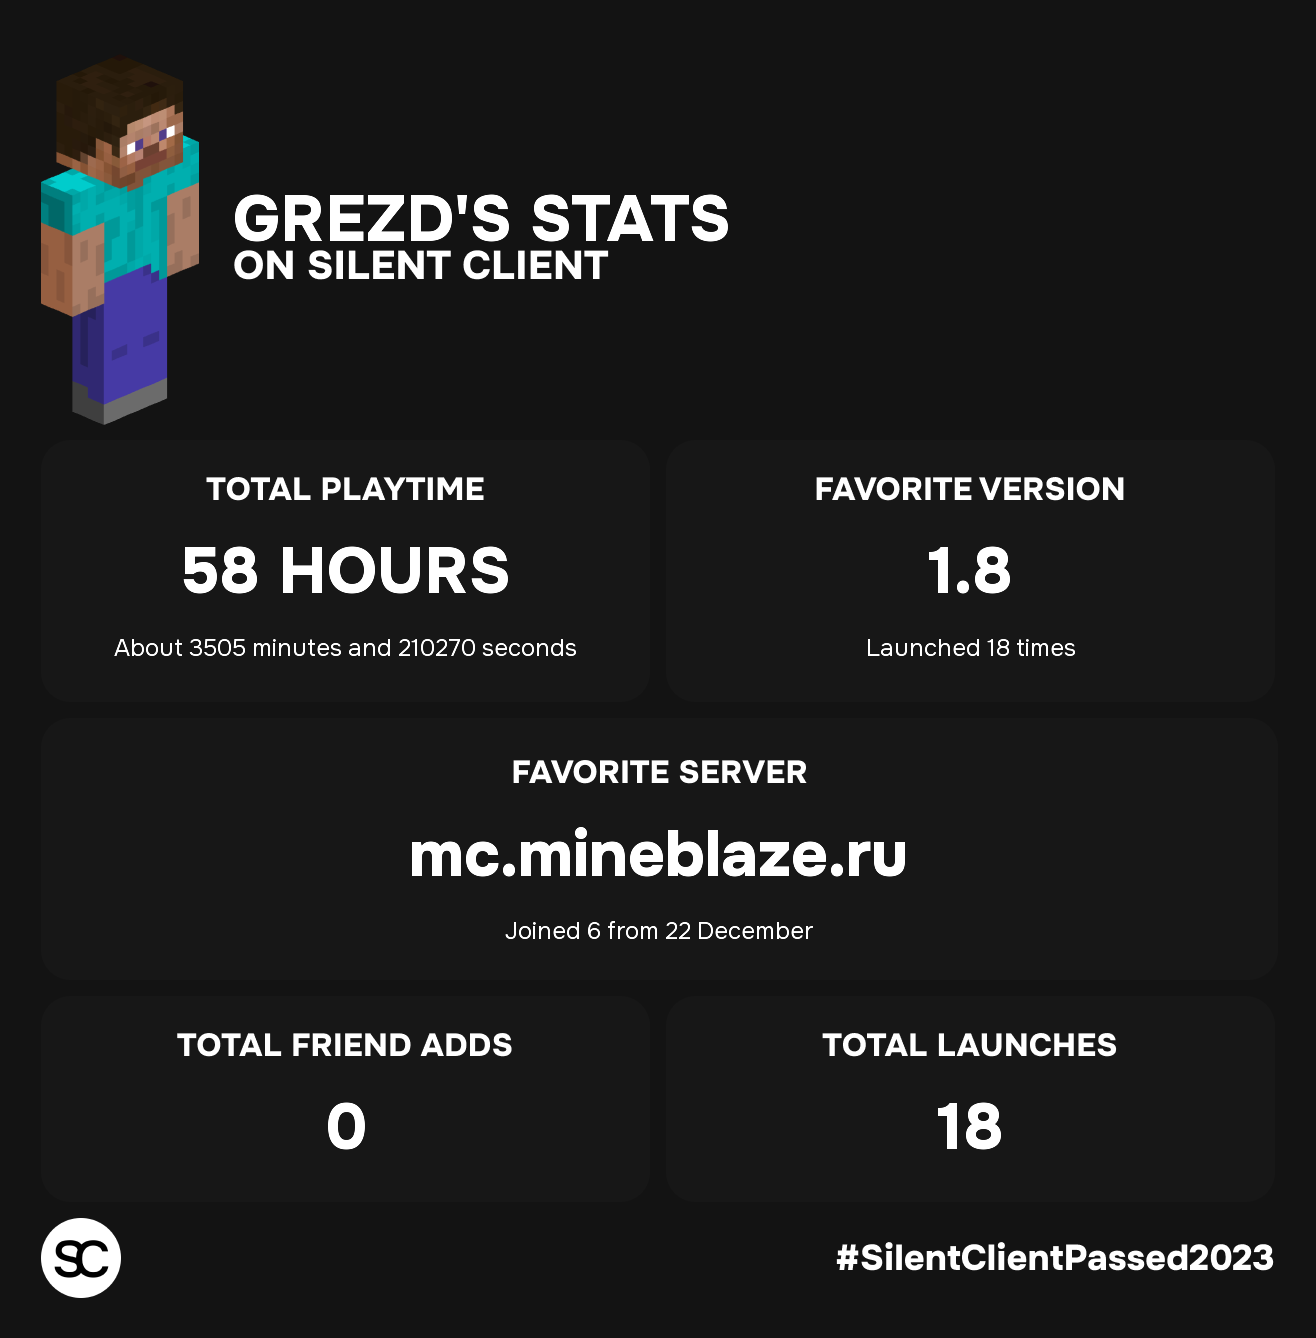 GREZD'S STATS
ON SILENT CLIENT
TOTAL PLAYTIME
58 HOURS
About 3505 minutes and 210270 seconds
FAVORITE VERSION
1.8
Launched 18 times
FAVORITE SERVER
mc.mineblaze.ru
Joined 6 from 22 December
TOTAL FRIEND ADDS
0
TOTAL LAUNCHES
18
SC
#SilentClientPassed2023